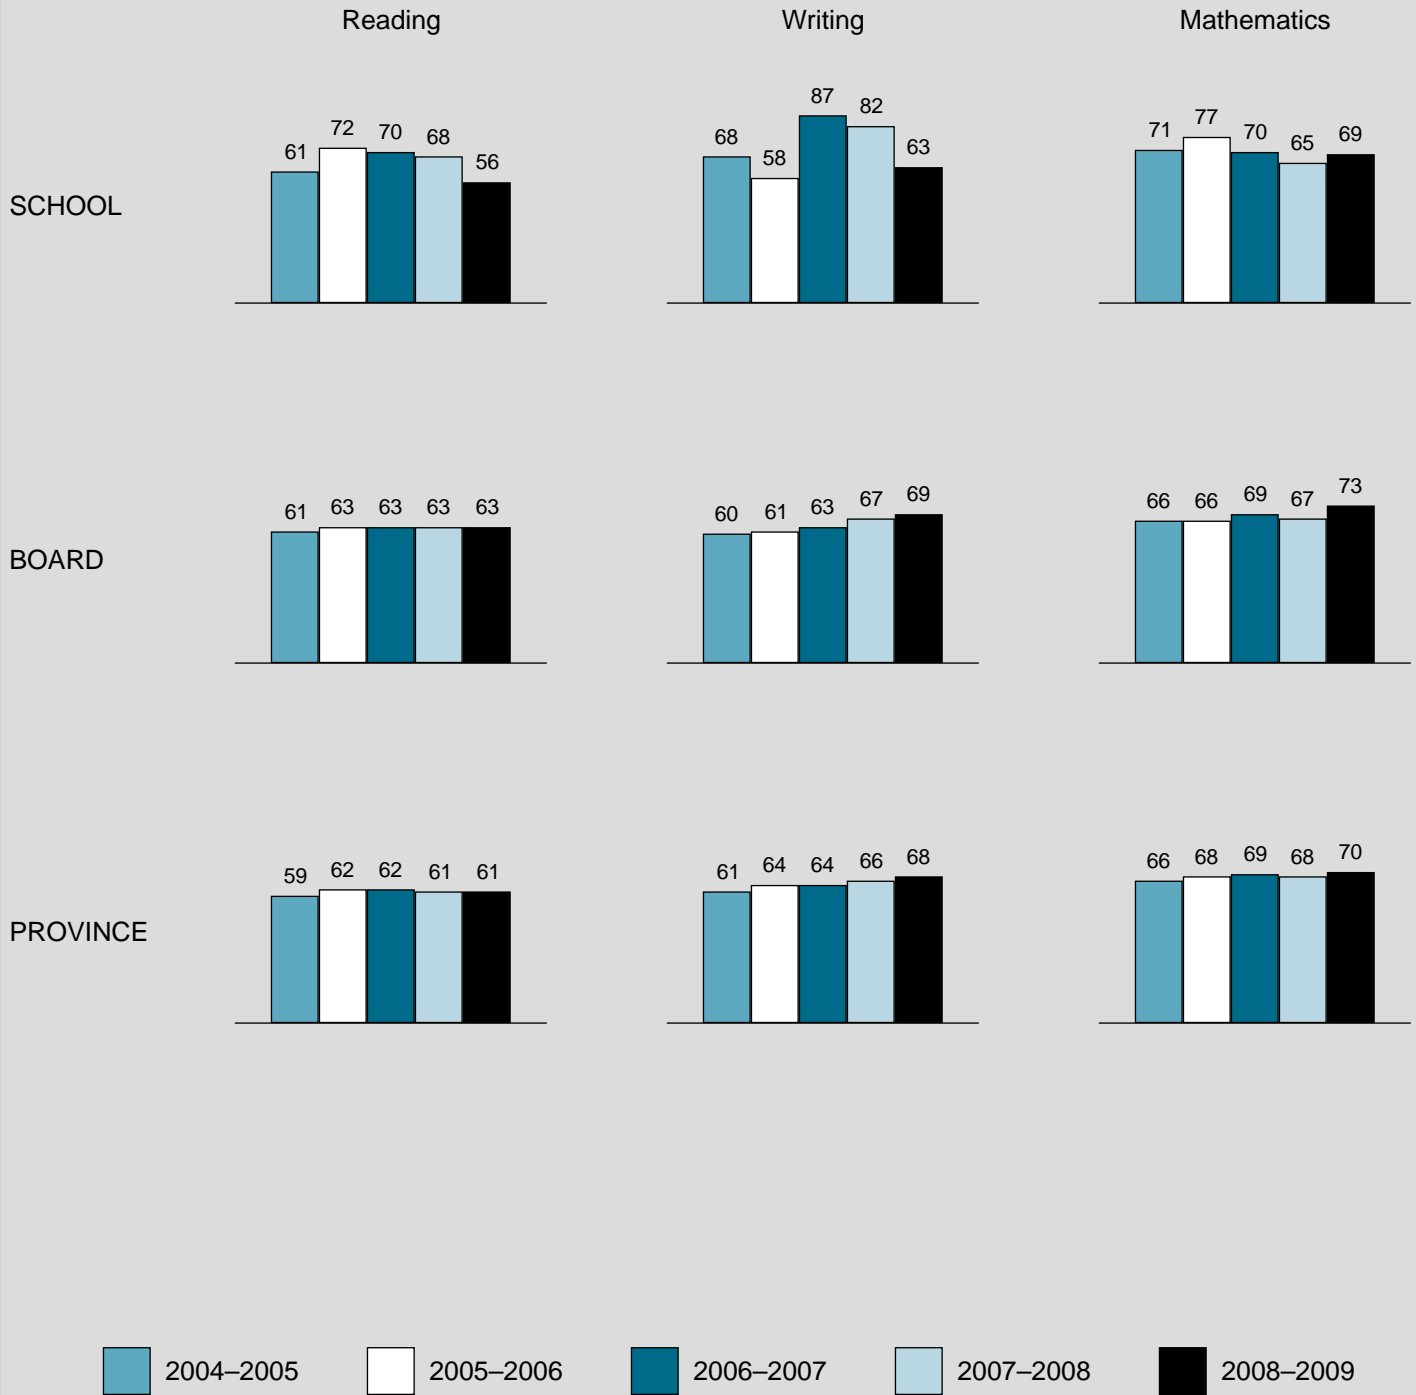 Reading Writing Mathematics
SCHOOL
61 72 70 68 56
68 58 87 82 63
71 77 70 65 69
BOARD
61 63 63 63 63
60 61 63 67 69
66 66 69 67 73
PROVINCE
59 62 62 61 61
61 64 64 66 68
66 68 69 68 70
2004–2005 2005–2006 2006–2007 2007–2008 2008–2009